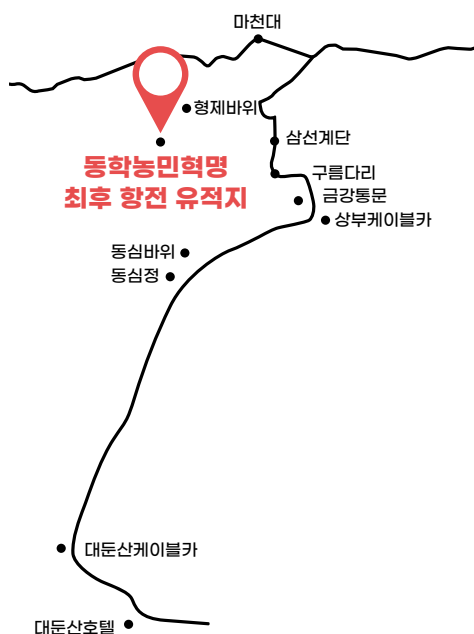 마천대
형제바위
삼선계단
동학농민혁명
최후 항전 유적지
구름다리
금강통문
상부케이블카
동심바위
동심정
대둔산케이블카
대둔산호텔